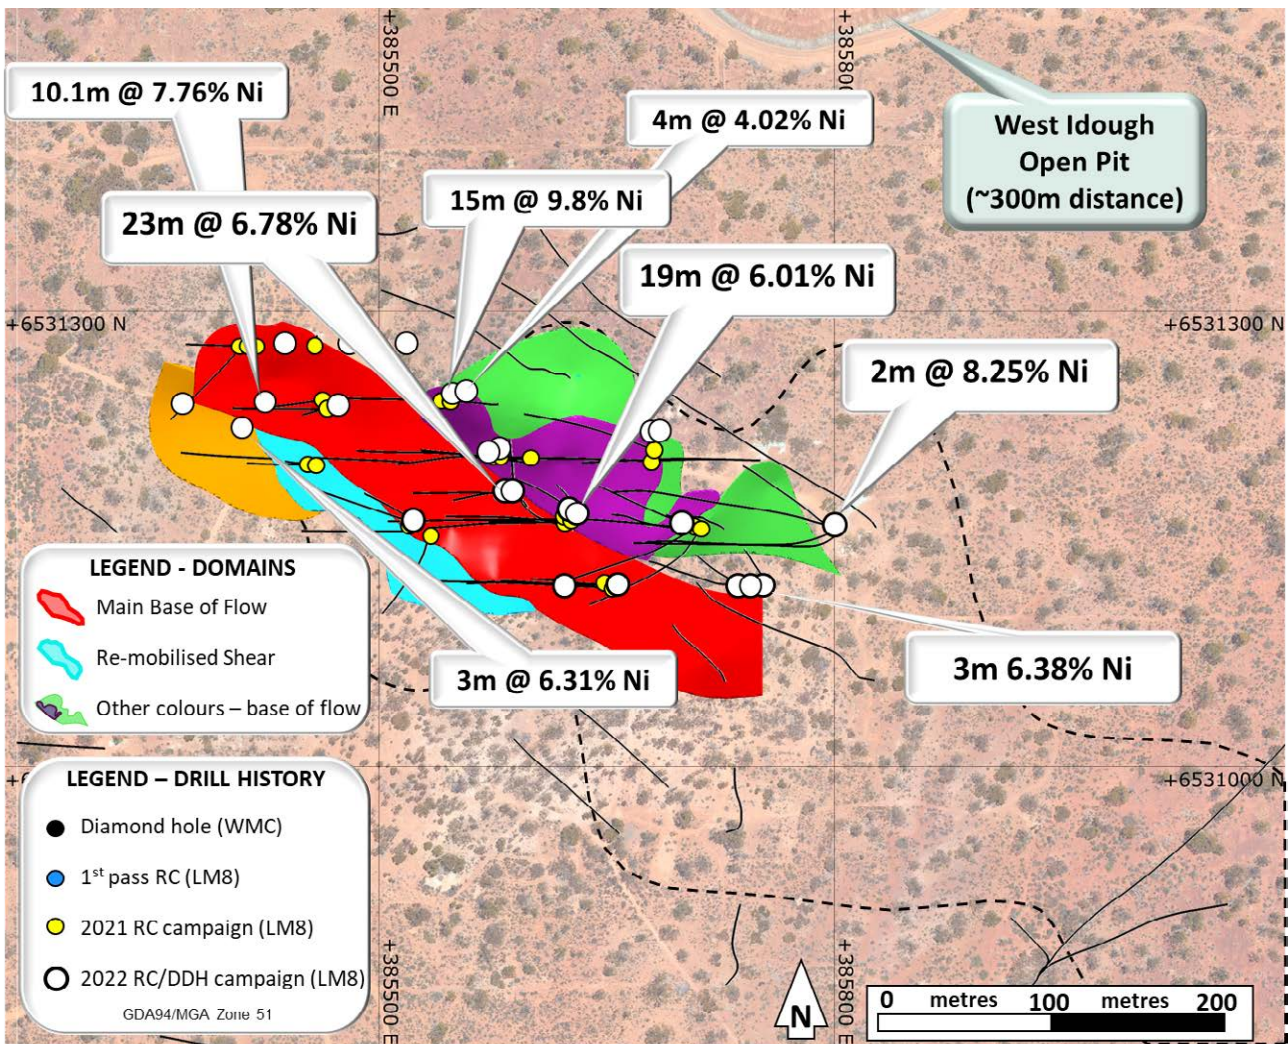 +385500 E
+385800
10.1m @ 7.76% Ni
4m @ 4.02% Ni
West Idough
Open Pit
(~300m distance)
15m @ 9.8% Ni
23m @ 6.78% Ni
19m @ 6.01% Ni
+6531300 N
+6531300 N
2m @ 8.25% Ni
LEGEND - DOMAINS
Main Base of Flow
Re-mobilised Shear
Other colours – base of flow
3m @ 6.31% Ni
3m 6.38% Ni
+6531000 N
LEGEND – DRILL HISTORY
Diamond hole (WMC)
1st pass RC (LM8)
2021 RC campaign (LM8)
2022 RC/DDH campaign (LM8)
GDA94/MGA Zone 51
+385500 E
+385800 E
N
0 metres 100 metres 200